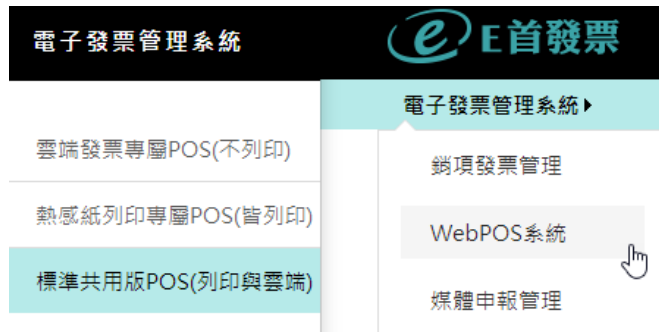 電子發票管理系統
雲端發票專屬POS(不列印)
熱感紙列印專屬POS(皆列印)
標準共用版POS(列印與雲端)
e E首發票
電子發票管理系統▸
銷項發票管理
WebPOS系統
媒體申報管理